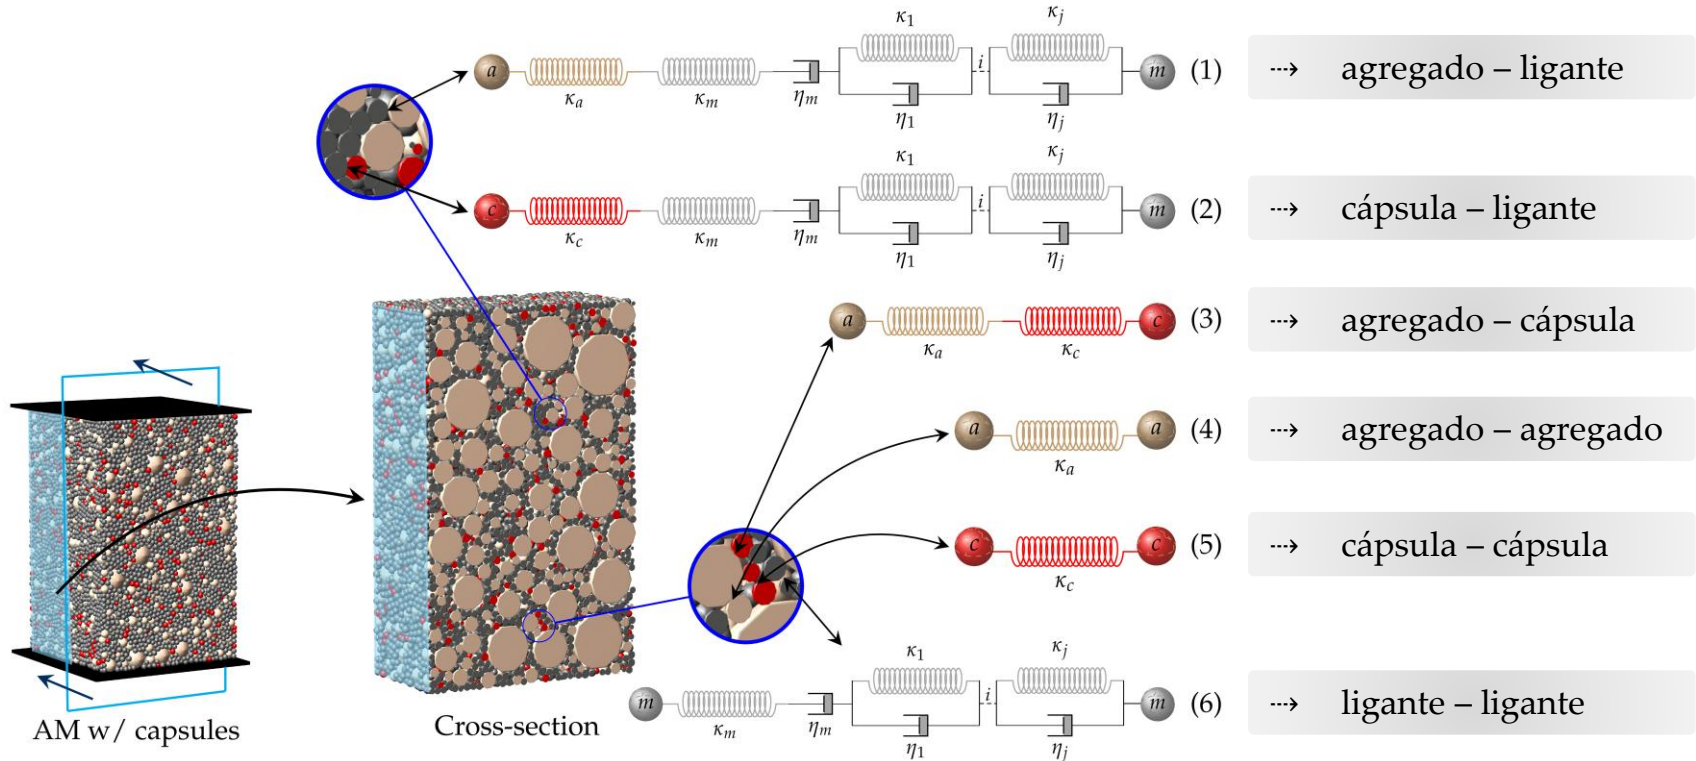 κ1 κj
a κa κm ηm i m (1) ⇢ agregado – ligante
η1 ηj
κ1 κj
c κc κm ηm i m (2) ⇢ cápsula – ligante
η1 ηj
a κa κc c (3) ⇢ agregado – cápsula
a κa a (4) ⇢ agregado – agregado
c κc c (5) ⇢ cápsula – cápsula
κ1 κj
m κm ηm i m (6) ⇢ ligante – ligante
η1 ηj
AM w/ capsules
Cross-section